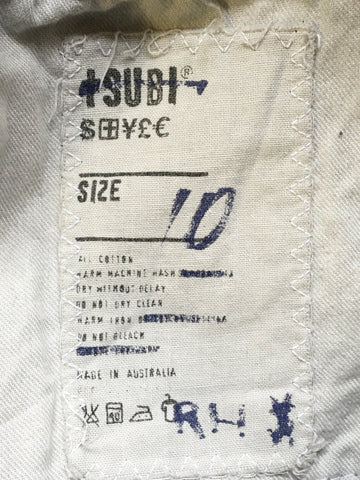 †SUBI®
$⊞¥£€
SIZE
10
ALL COTTON
WARM MACHINE WASH
DRY WITHOUT DELAY
DO NOT DRY CLEAN
WARM IRON
DO NOT BLEACH
MADE IN AUSTRALIA
RH